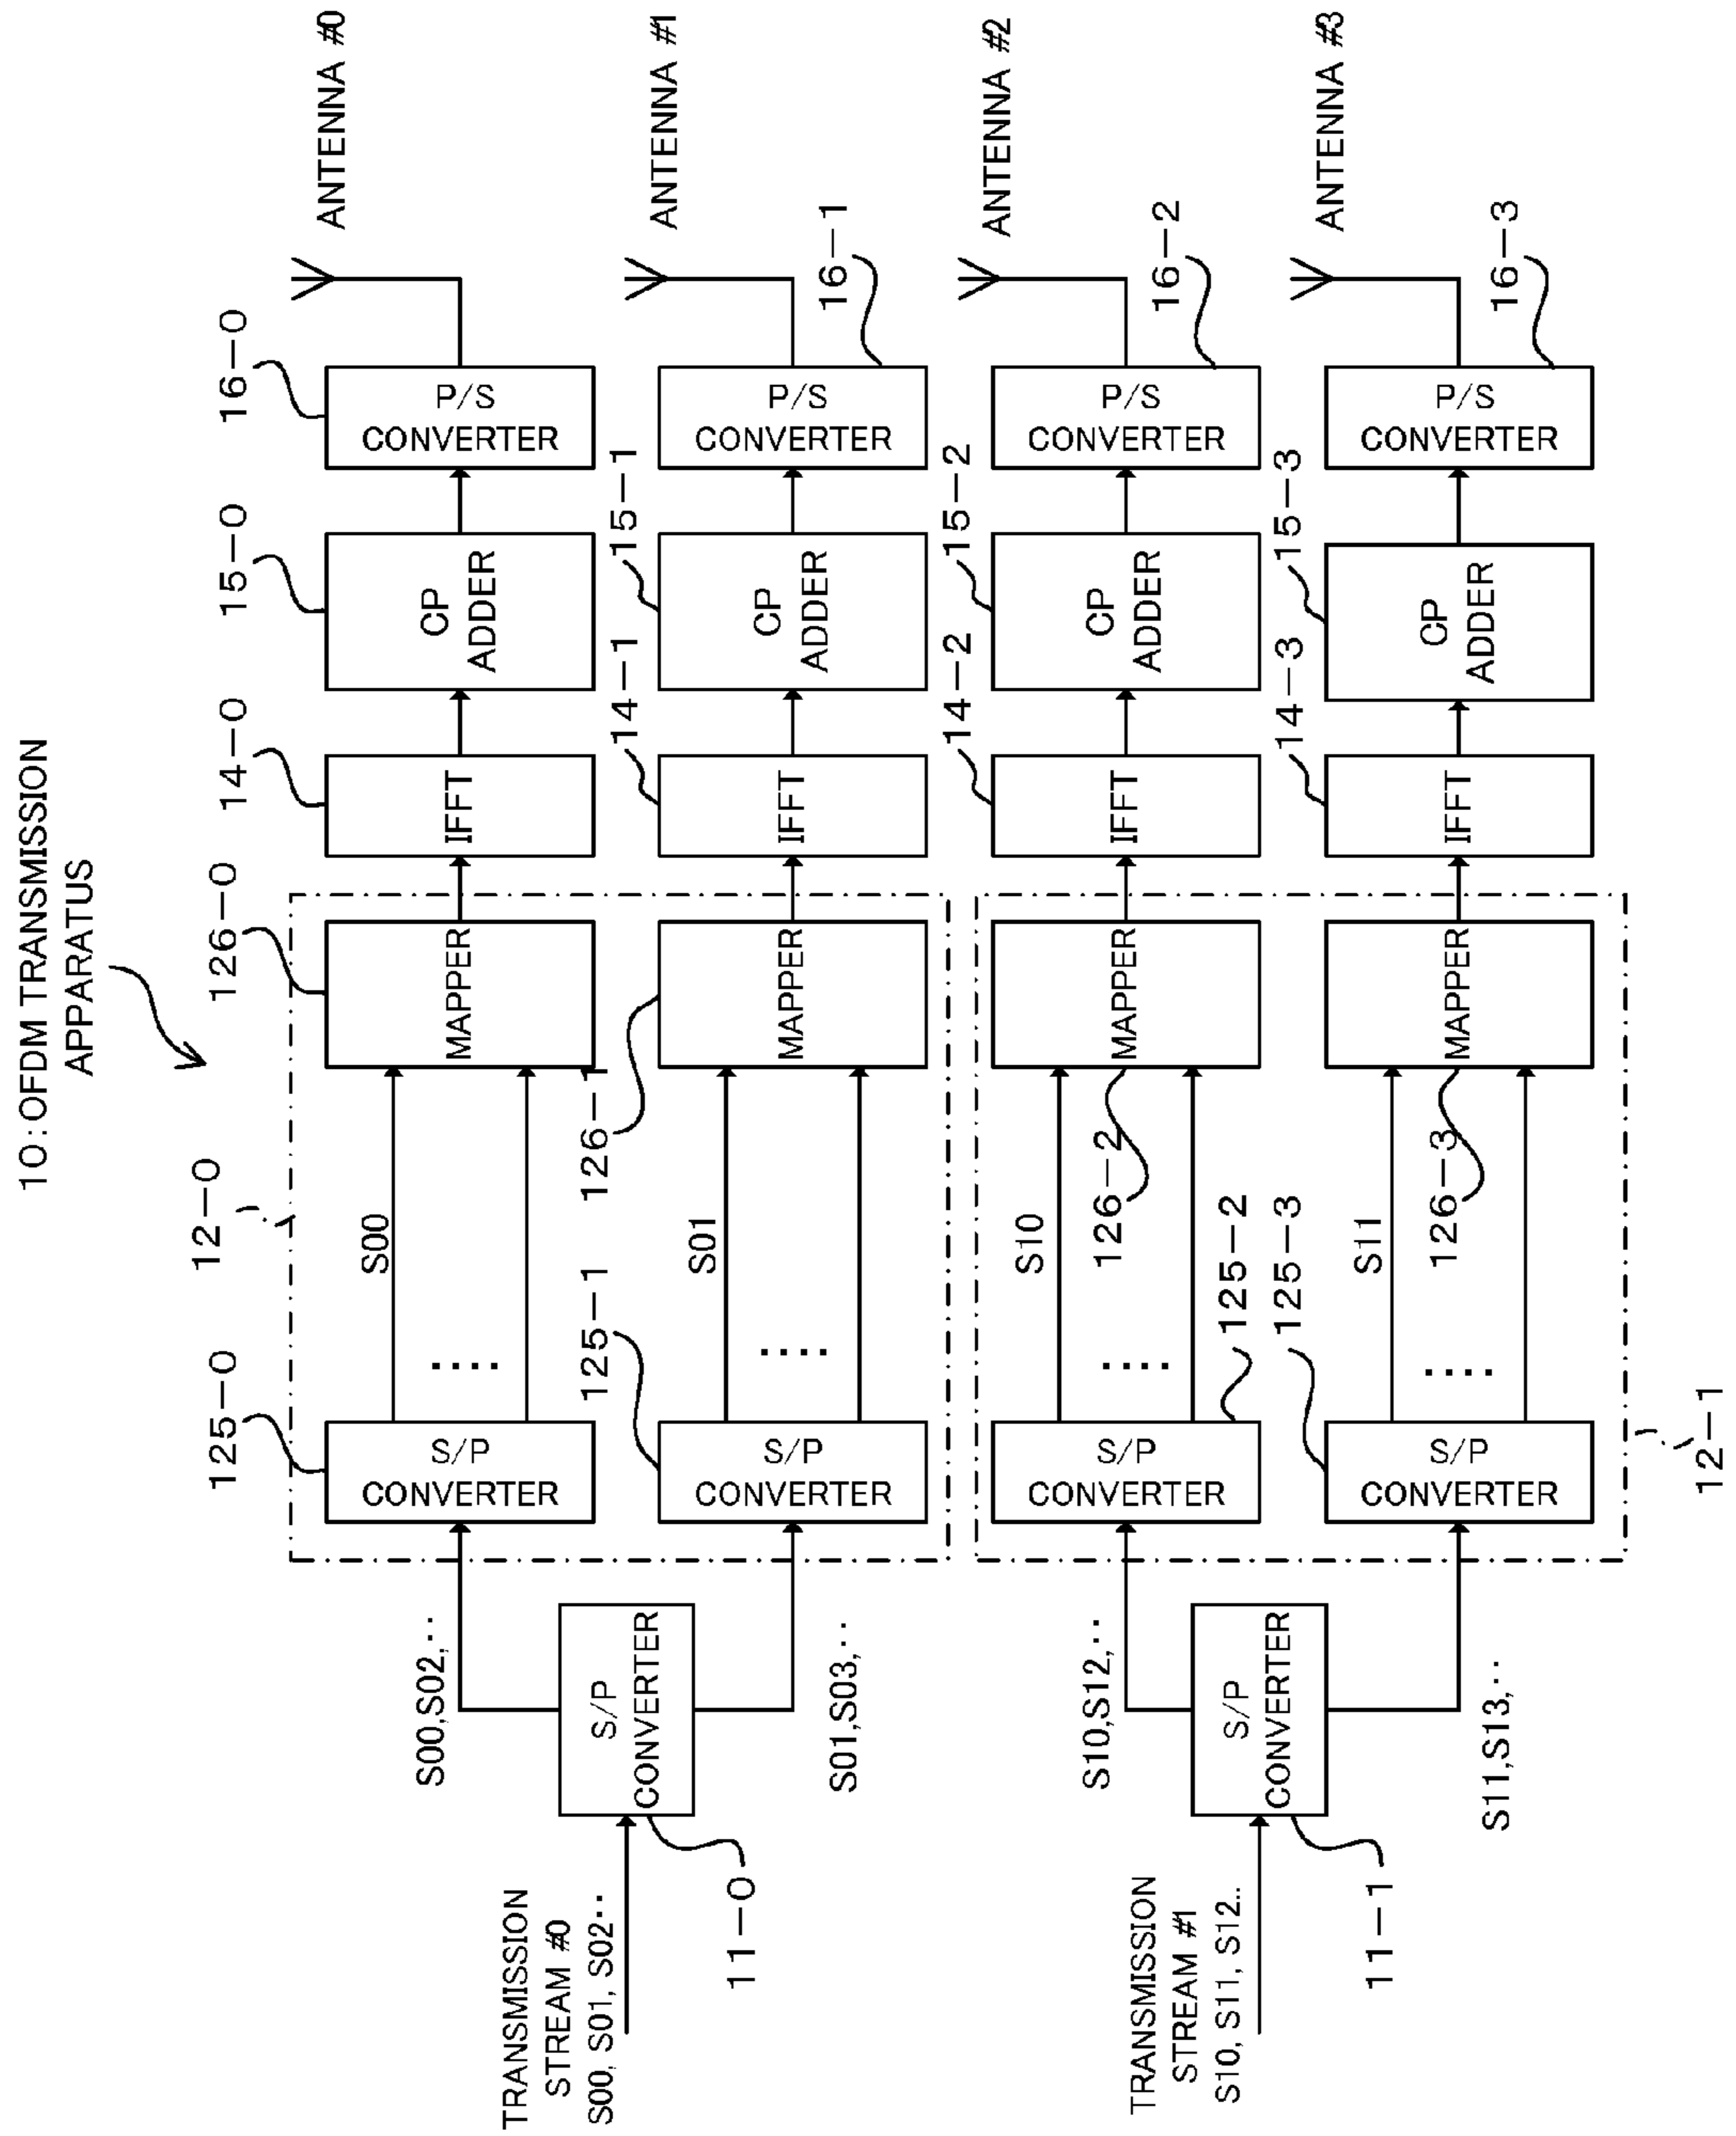 10:OFDM TRANSMISSION
APPARATUS
TRANSMISSION
STREAM #0
S00, S01, S02‥
11-0
S/P
CONVERTER
S00,S02,‥
S01,S03,‥
12-0
125-0
S/P
CONVERTER
S00
‥‥
126-0
MAPPER
14-0
IFFT
15-0
CP
ADDER
16-0
P/S
CONVERTER
ANTENNA #0
125-1
S/P
CONVERTER
S01
‥‥
126-1
MAPPER
14-1
IFFT
15-1
CP
ADDER
16-1
P/S
CONVERTER
ANTENNA #1
TRANSMISSION
STREAM #1
S10, S11, S12..
11-1
S/P
CONVERTER
S10,S12,‥
S11,S13,‥
12-1
125-2
S/P
CONVERTER
S10
‥‥
126-2
MAPPER
14-2
IFFT
15-2
CP
ADDER
16-2
P/S
CONVERTER
ANTENNA #2
125-3
S/P
CONVERTER
S11
‥‥
126-3
MAPPER
14-3
IFFT
15-3
CP
ADDER
16-3
P/S
CONVERTER
ANTENNA #3